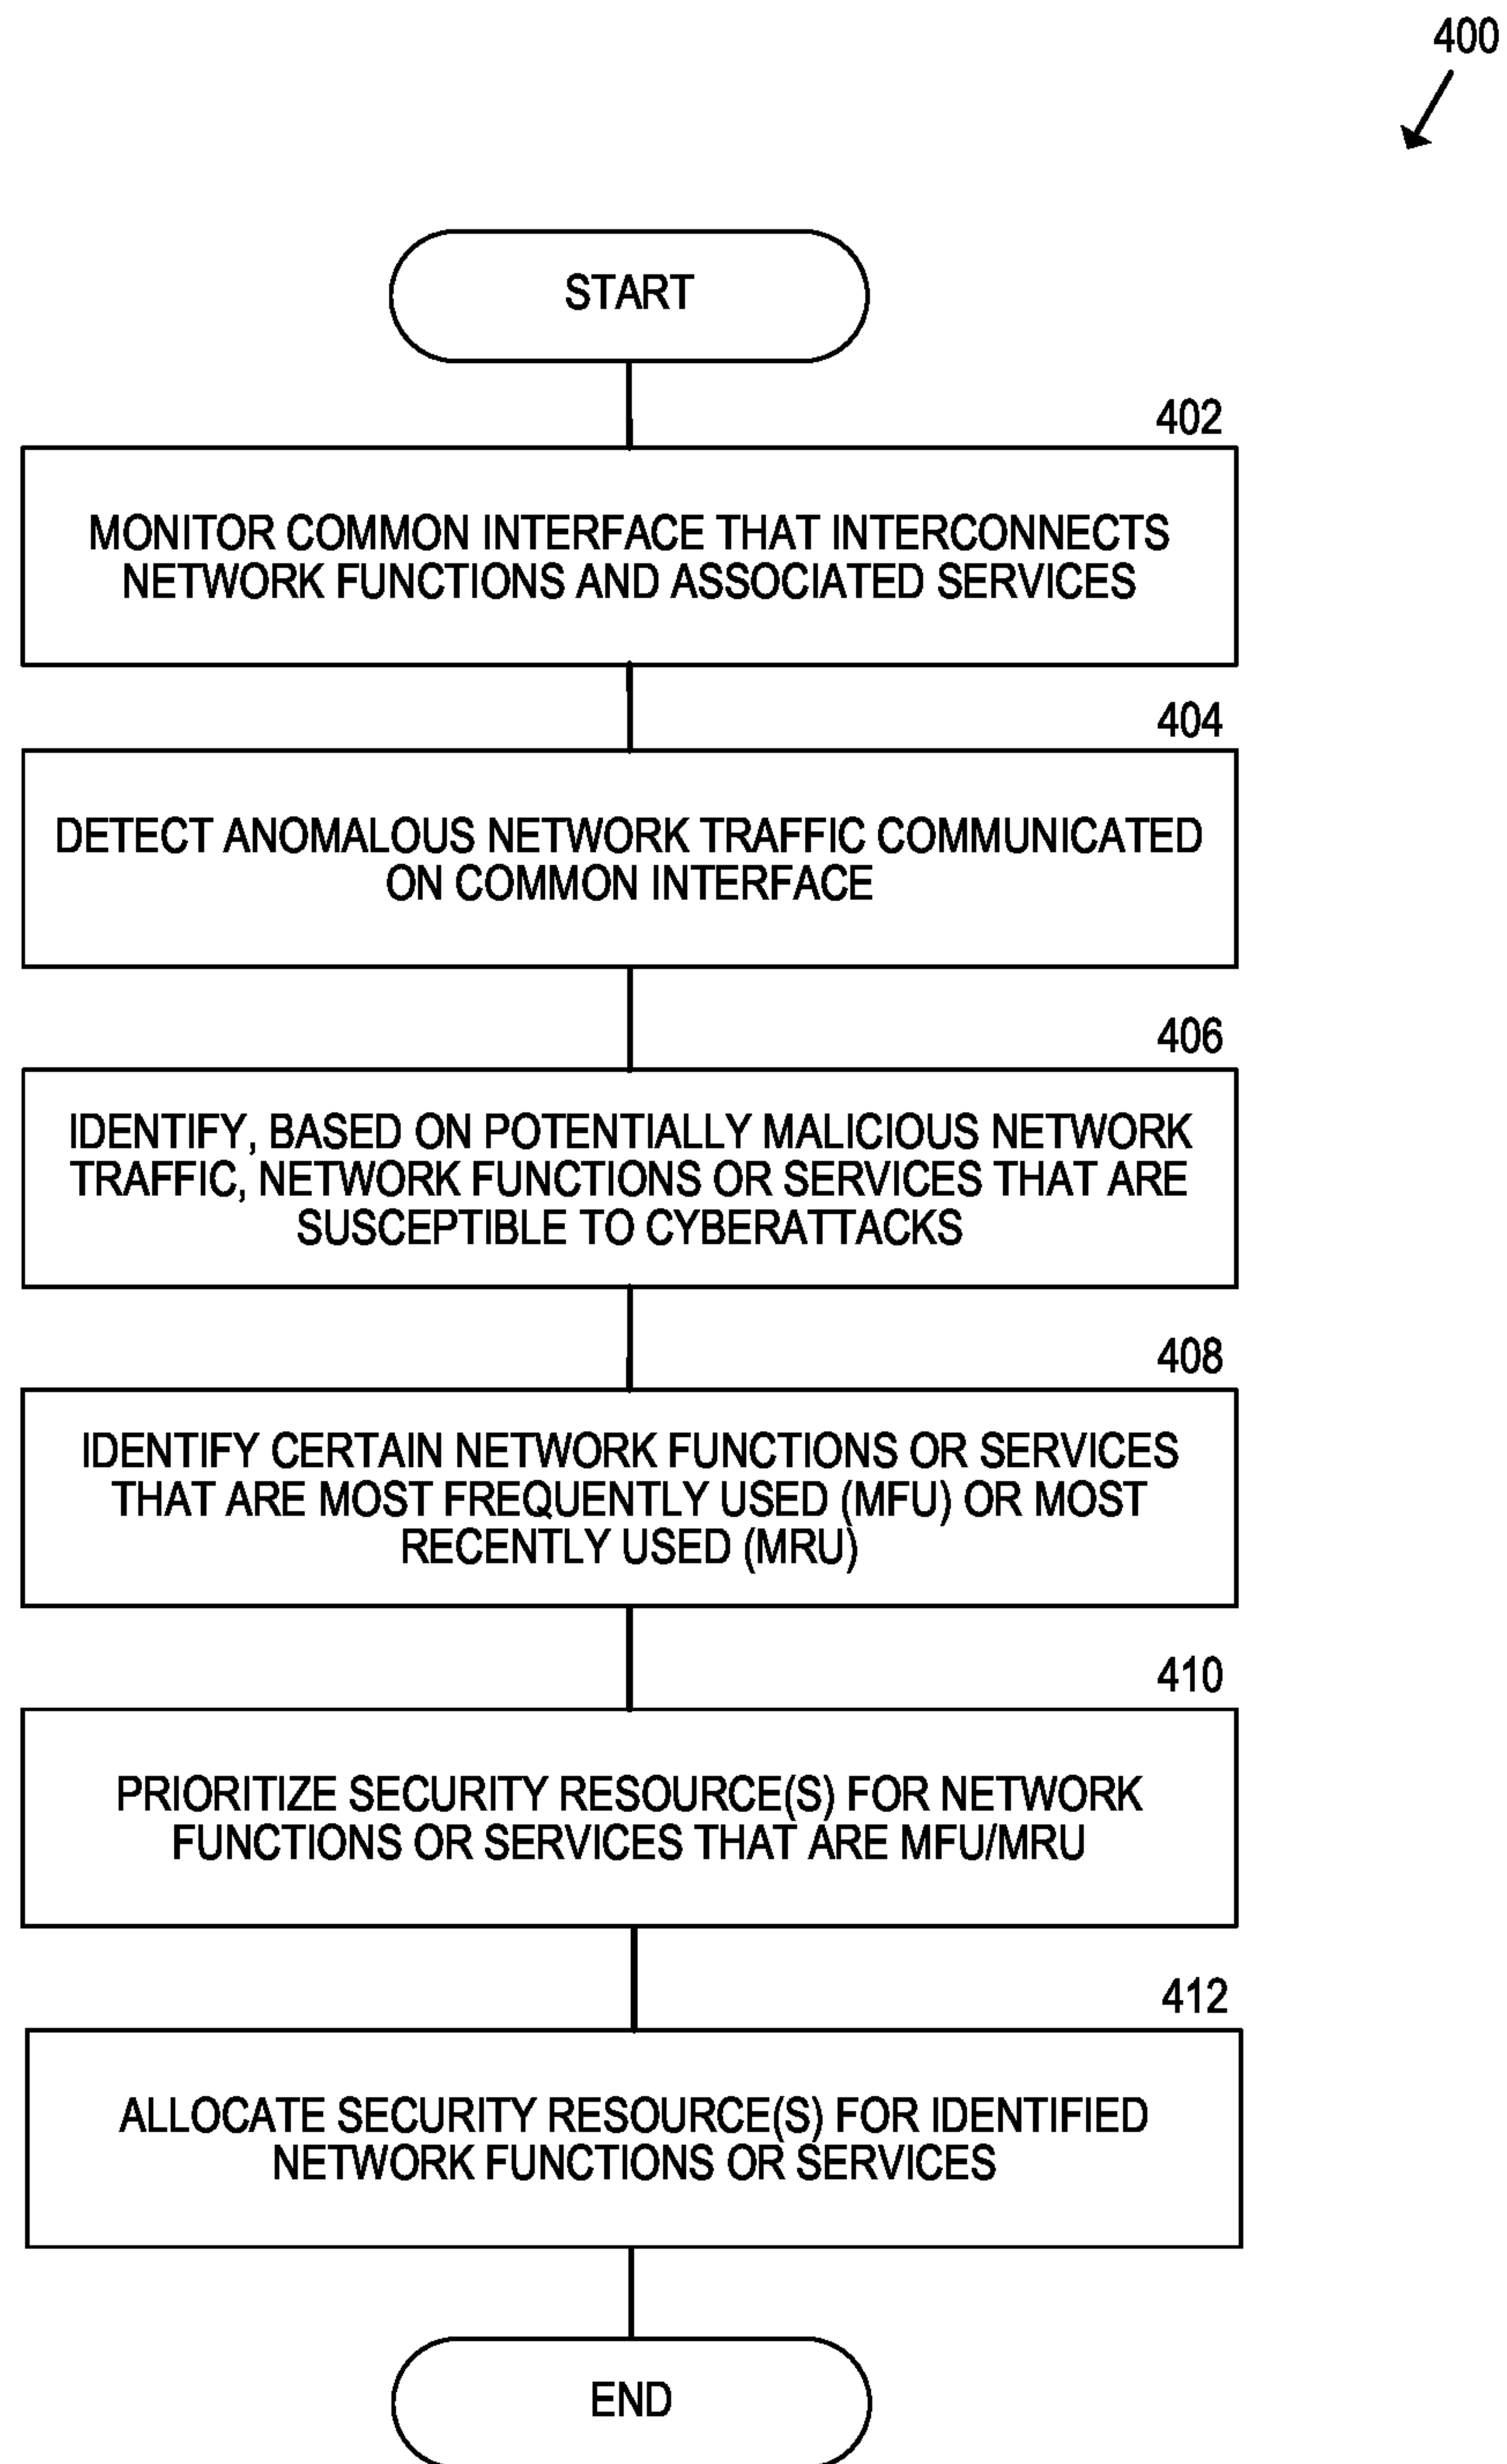 400
START
402
MONITOR COMMON INTERFACE THAT INTERCONNECTS
NETWORK FUNCTIONS AND ASSOCIATED SERVICES
404
DETECT ANOMALOUS NETWORK TRAFFIC COMMUNICATED
ON COMMON INTERFACE
406
IDENTIFY, BASED ON POTENTIALLY MALICIOUS NETWORK
TRAFFIC, NETWORK FUNCTIONS OR SERVICES THAT ARE
SUSCEPTIBLE TO CYBERATTACKS
408
IDENTIFY CERTAIN NETWORK FUNCTIONS OR SERVICES
THAT ARE MOST FREQUENTLY USED (MFU) OR MOST
RECENTLY USED (MRU)
410
PRIORITIZE SECURITY RESOURCE(S) FOR NETWORK
FUNCTIONS OR SERVICES THAT ARE MFU/MRU
412
ALLOCATE SECURITY RESOURCE(S) FOR IDENTIFIED
NETWORK FUNCTIONS OR SERVICES
END